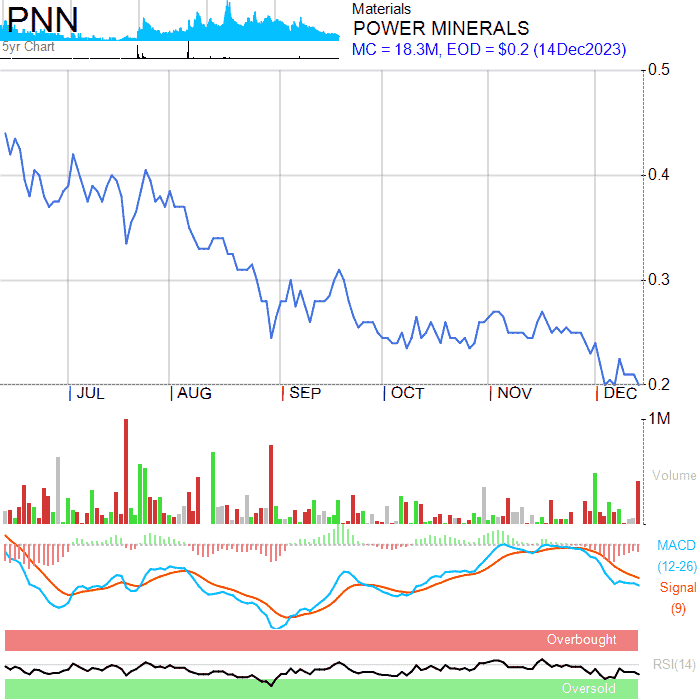 PNN
5yr Chart
Materials
POWER MINERALS
MC = 18.3M, EOD = $0.2 (14Dec2023)
0.5
0.4
0.3
0.2
JUL AUG SEP OCT NOV DEC
1M
Volume
MACD
(12-26)
Signal
(9)
Overbought
RSI(14)
Oversold